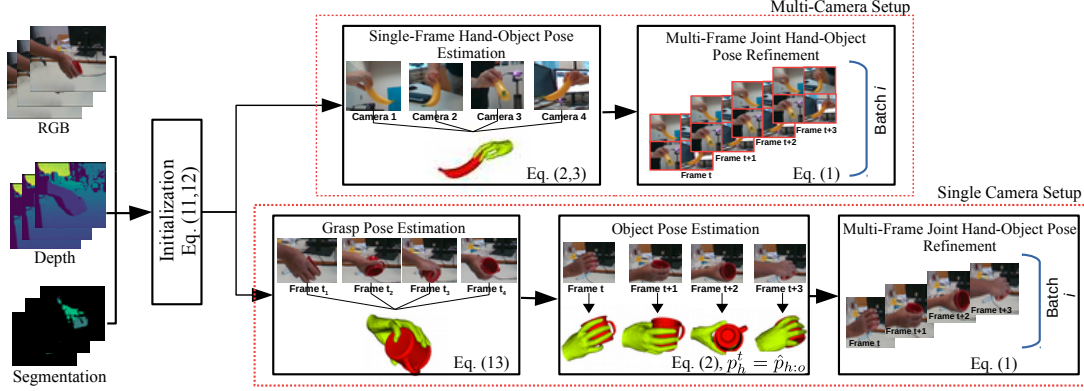 Multi-Camera Setup
Single-Frame Hand-Object Pose
Estimation
Camera 1
Camera 2
Camera 3
Camera 4
Eq. (2,3)
Multi-Frame Joint Hand-Object
Pose Refinement
Frame t
Frame t+1
Frame t+2
Frame t+3
Batch i
Eq. (1)
RGB
Depth
Segmentation
Initialization
Eq. (11,12)
Single Camera Setup
Grasp Pose Estimation
Frame t₁
Frame t₂
Frame t₃
Frame t₄
Eq. (13)
Object Pose Estimation
Frame t
Frame t+1
Frame t+2
Frame t+3
Eq. (2), $p_h^t = \hat{p}_{h:o}$
Multi-Frame Joint Hand-Object Pose
Refinement
Frame t
Frame t+1
Frame t+2
Frame t+3
Batch i
Eq. (1)